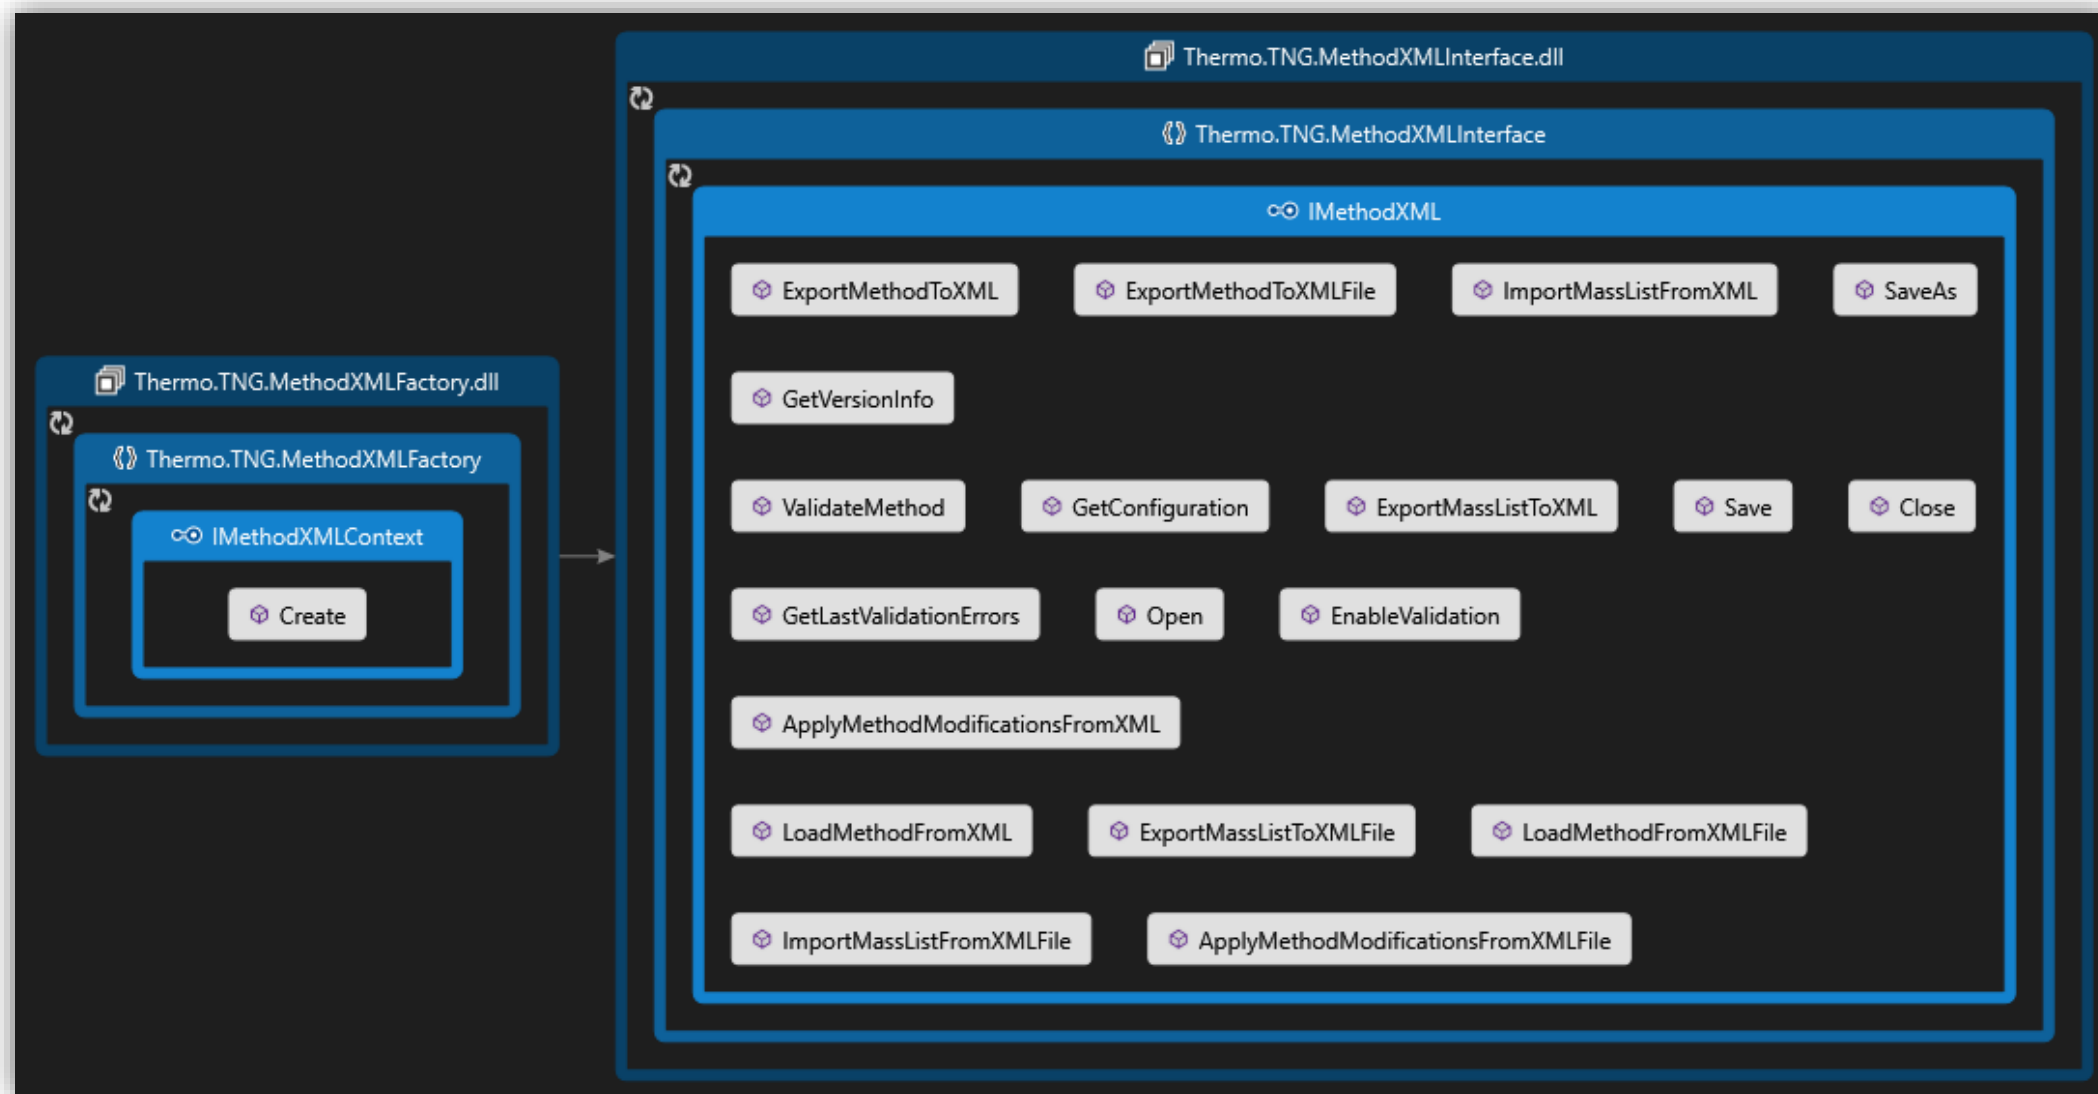 Thermo.TNG.MethodXMLFactory.dll
Thermo.TNG.MethodXMLFactory
IMethodXMLContext
Create
Thermo.TNG.MethodXMLInterface.dll
Thermo.TNG.MethodXMLInterface
IMethodXML
ExportMethodToXML ExportMethodToXMLFile ImportMassListFromXML SaveAs
GetVersionInfo
ValidateMethod GetConfiguration ExportMassListToXML Save Close
GetLastValidationErrors Open EnableValidation
ApplyMethodModificationsFromXML
LoadMethodFromXML ExportMassListToXMLFile LoadMethodFromXMLFile
ImportMassListFromXMLFile ApplyMethodModificationsFromXMLFile